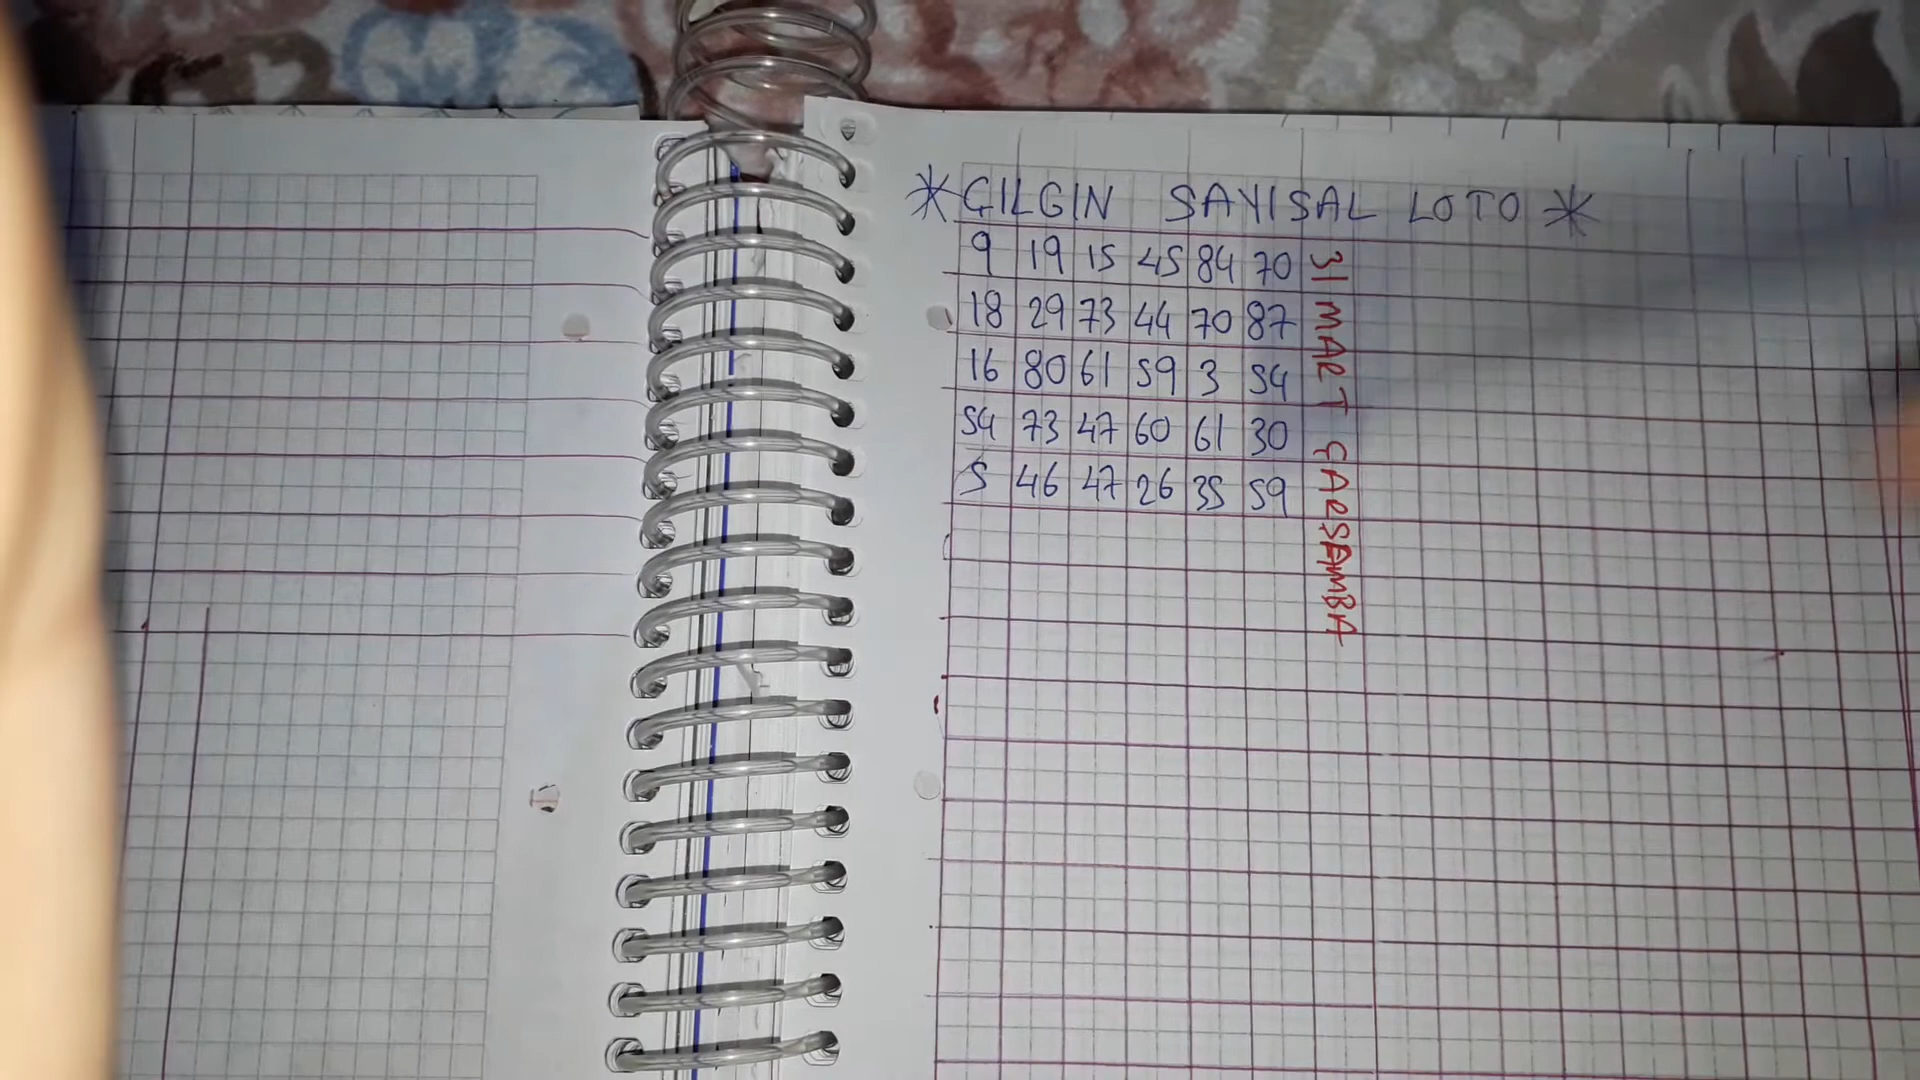 * ÇILGIN SAYISAL LOTO *
9 19 15 45 84 70
18 29 73 44 70 87
16 80 61 59 3 54
54 73 47 60 61 30
5 46 47 26 35 59
31 MART ÇARŞAMBA